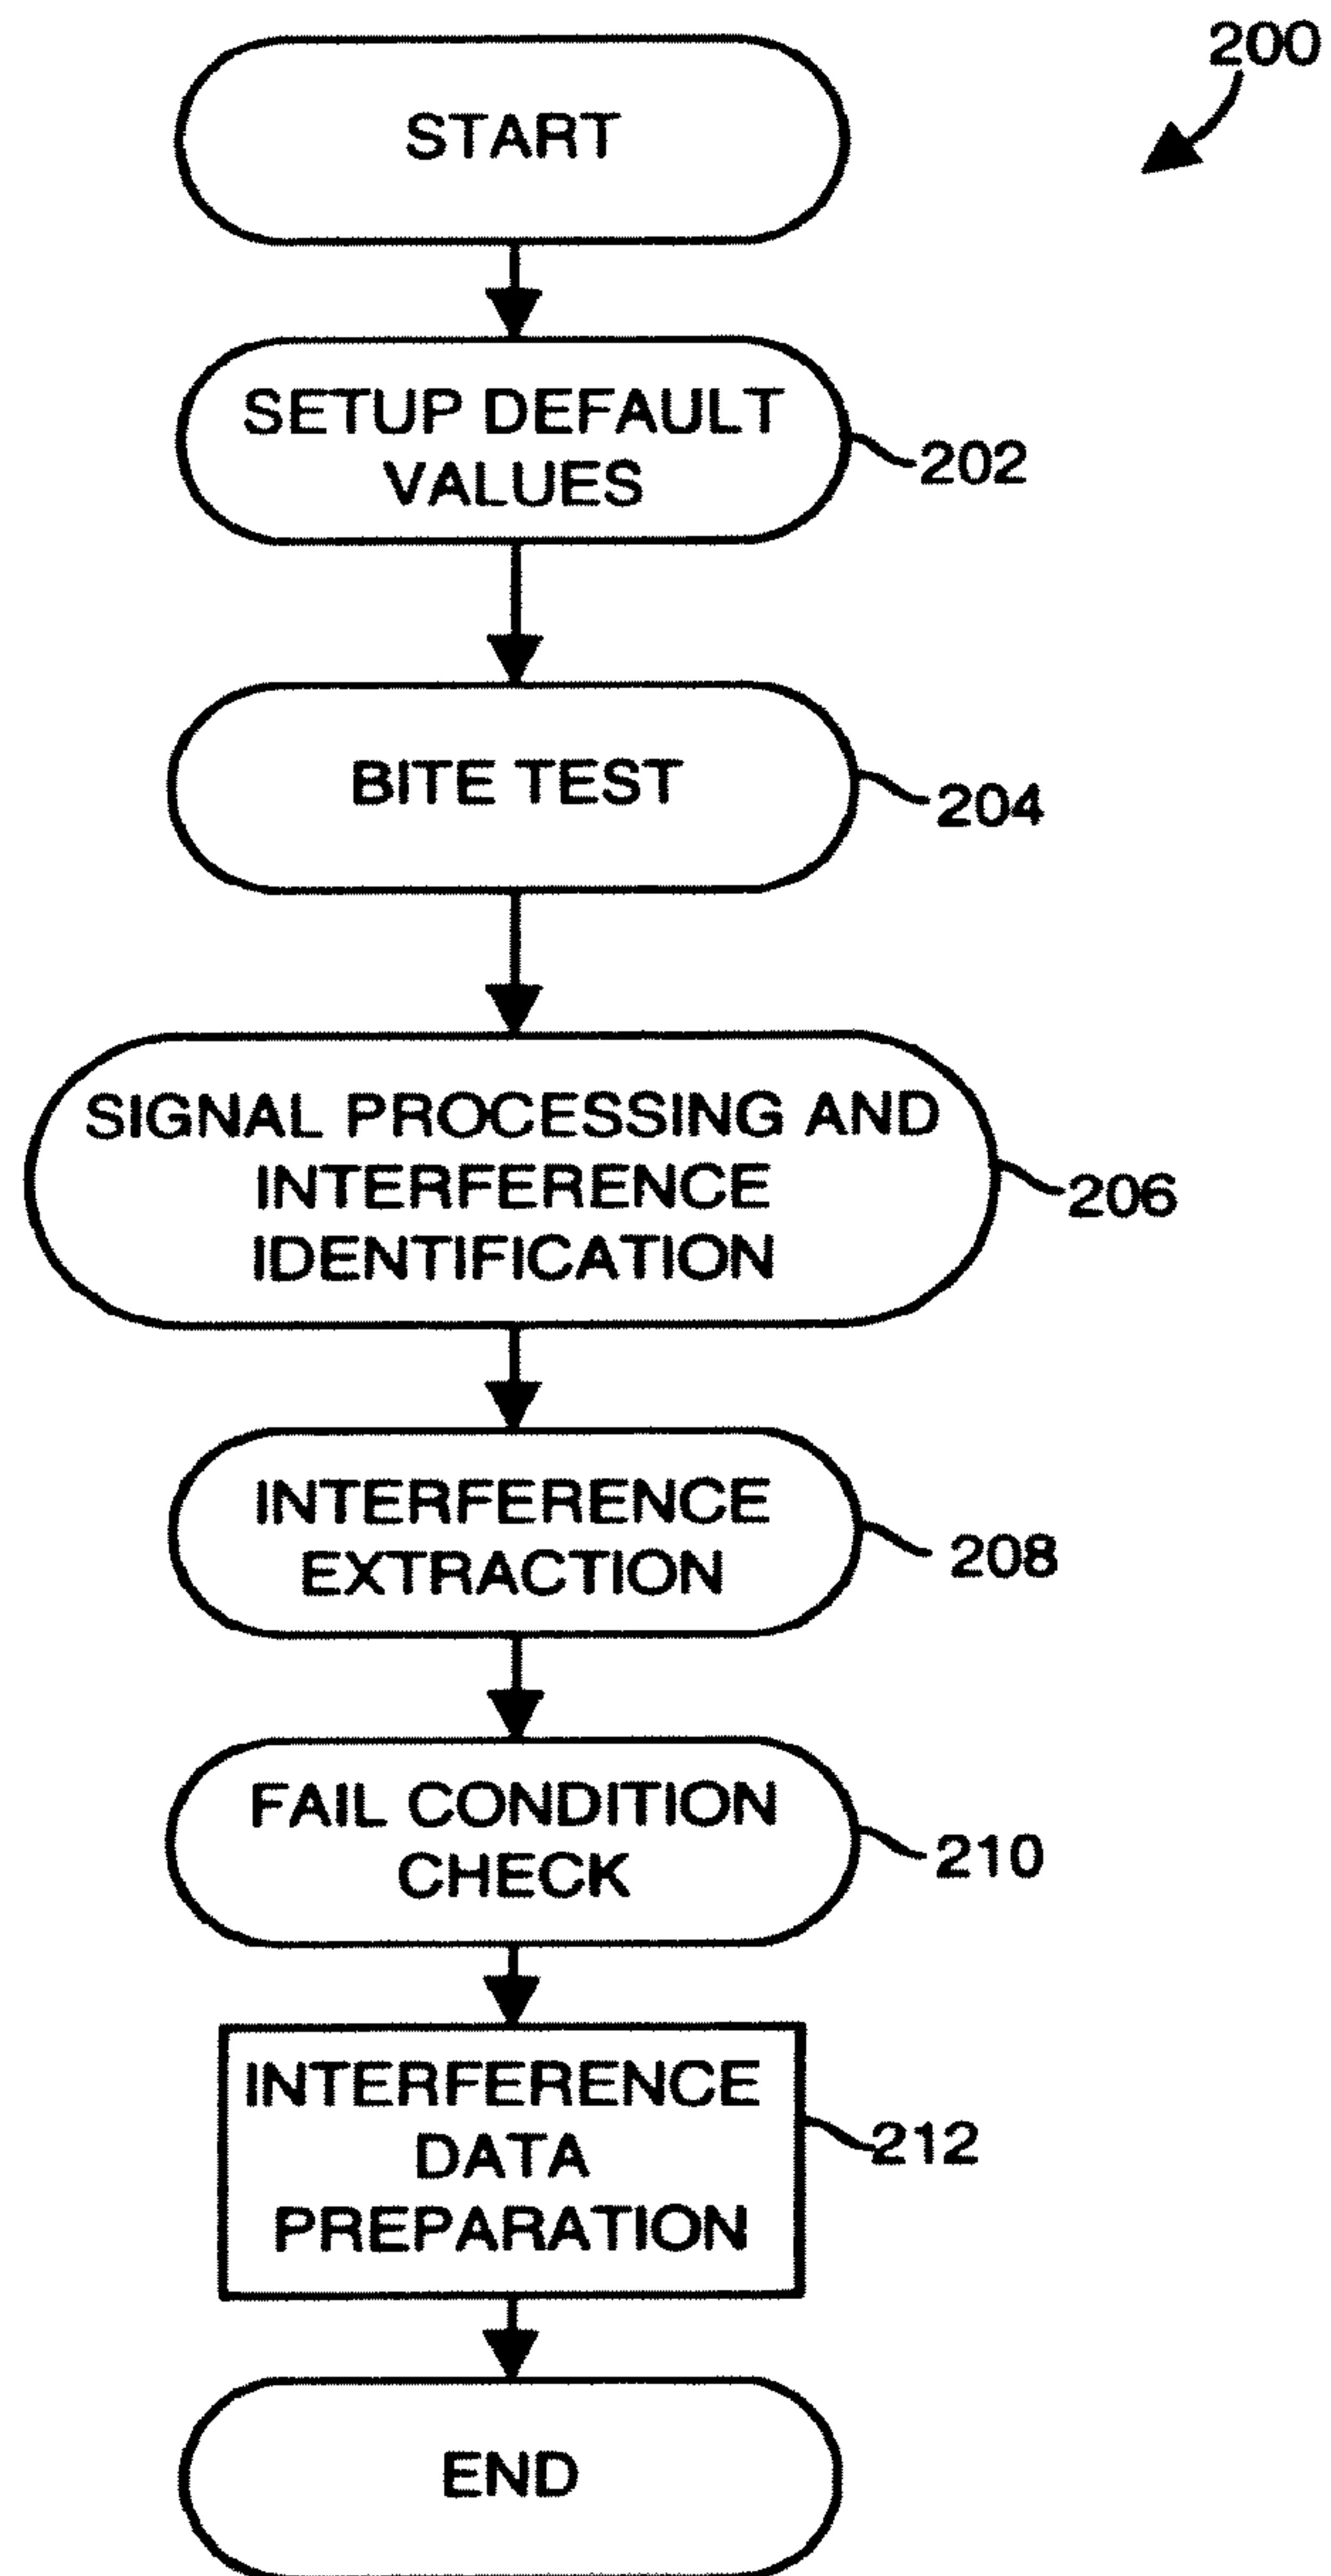 200
START
SETUP DEFAULT
VALUES
202
BITE TEST
204
SIGNAL PROCESSING AND
INTERFERENCE
IDENTIFICATION
206
INTERFERENCE
EXTRACTION
208
FAIL CONDITION
CHECK
210
INTERFERENCE
DATA
PREPARATION
212
END